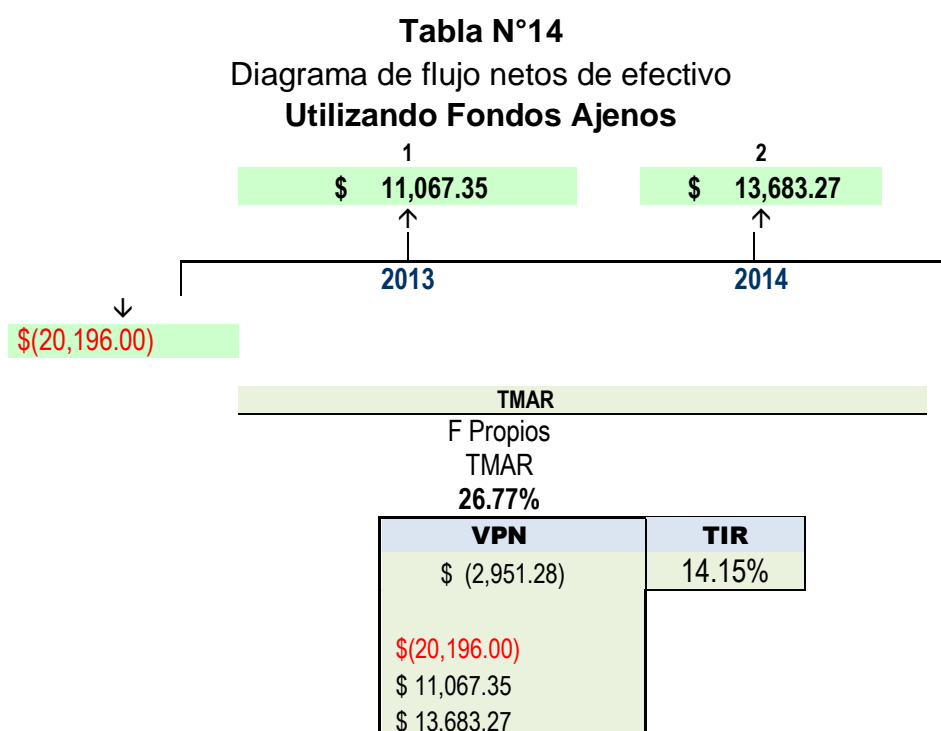 Tabla N°14
Diagrama de flujo netos de efectivo
Utilizando Fondos Ajenos
1 2
$ 11,067.35 $ 13,683.27
2013 2014
$(20,196.00)
TMAR
F Propios
TMAR
26.77%
VPN TIR
$ (2,951.28) 14.15%
$(20,196.00)
$ 11,067.35
$ 13,683.27